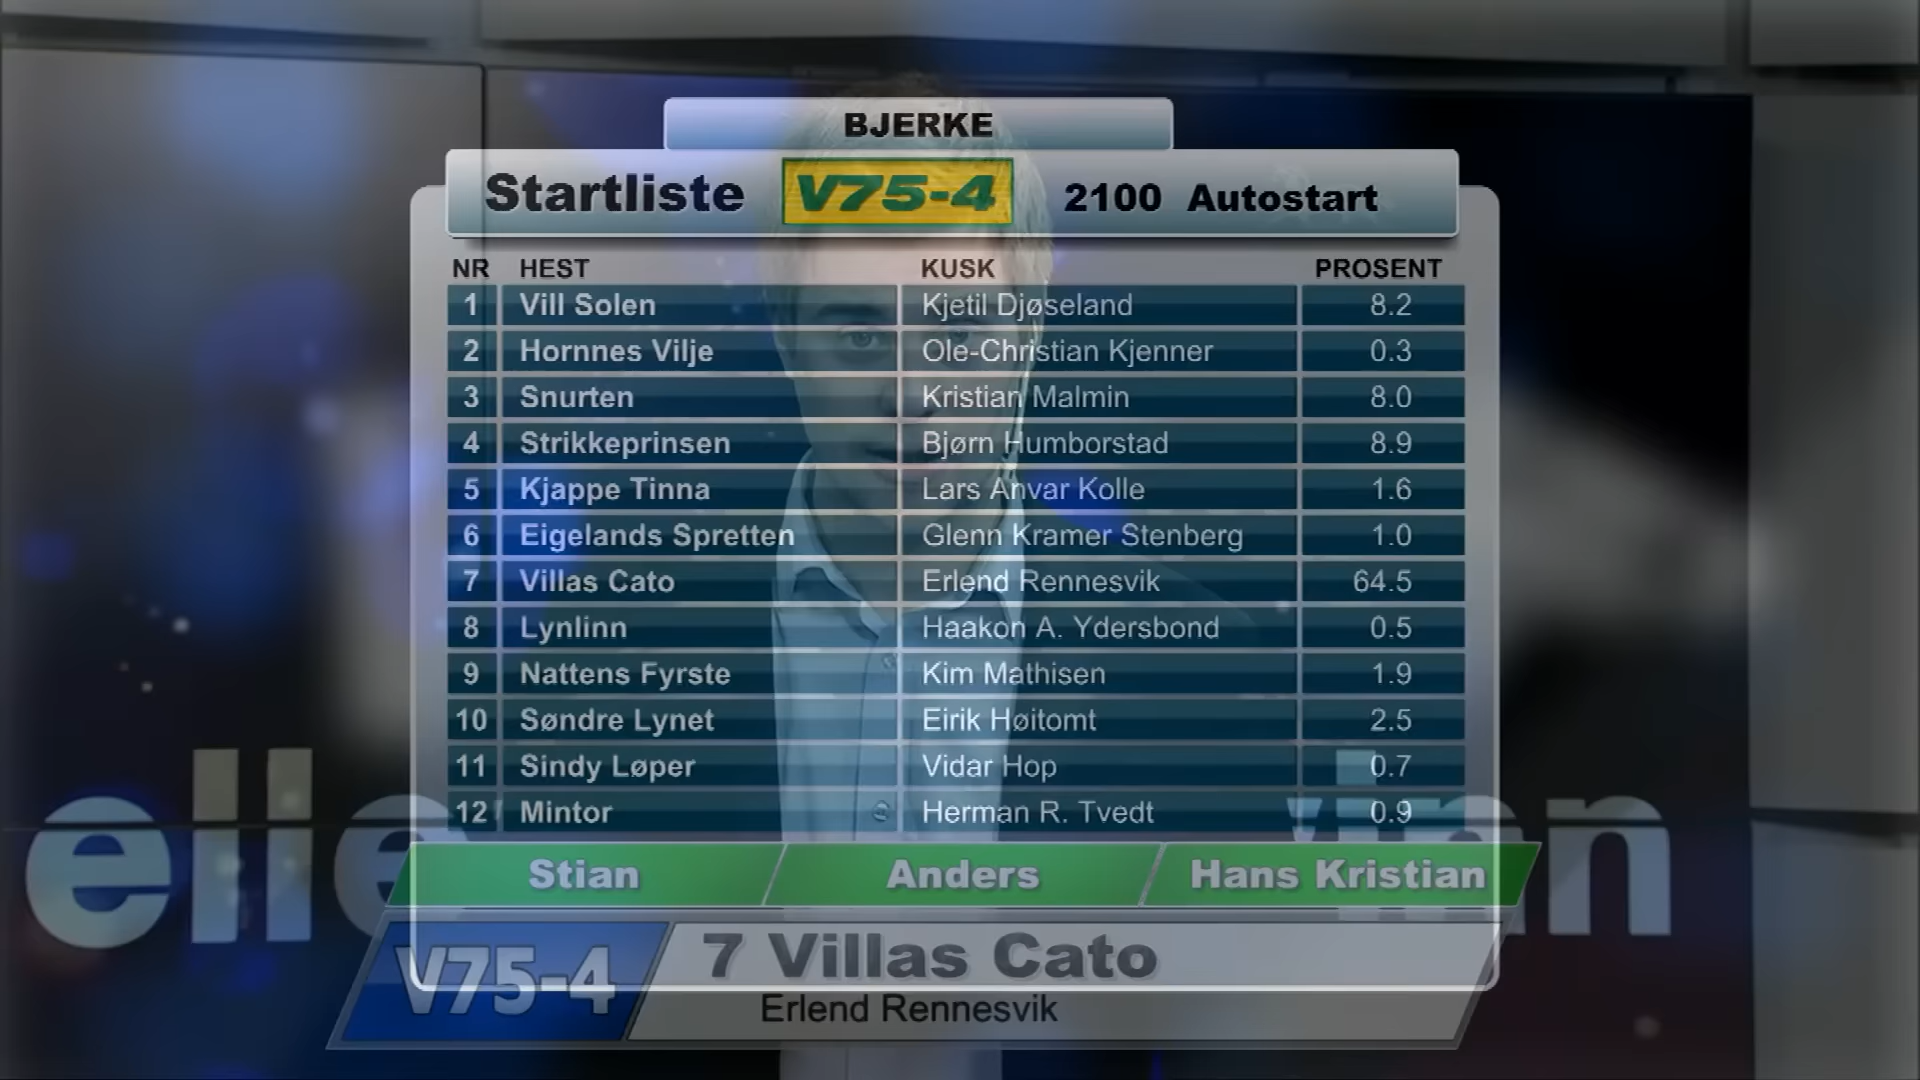 BJERKE
Startliste V75-4 2100 Autostart
NR HEST KUSK PROSENT
1 Vill Solen Kjetil Djøseland 8.2
2 Hornnes Vilje Ole-Christian Kjenner 0.3
3 Snurten Kristian Malmin 8.0
4 Strikkeprinsen Bjørn Humborstad 8.9
5 Kjappe Tinna Lars Anvar Kolle 1.6
6 Eigelands Spretten Glenn Kramer Stenberg 1.0
7 Villas Cato Erlend Rennesvik 64.5
8 Lynlinn Haakon A. Ydersbond 0.5
9 Nattens Fyrste Kim Mathisen 1.9
10 Søndre Lynet Eirik Høitomt 2.5
11 Sindy Løper Vidar Hop 0.7
12 Mintor Herman R. Tvedt 0.9
Stian Anders Hans Kristian
V75-4 7 Villas Cato
Erlend Rennesvik